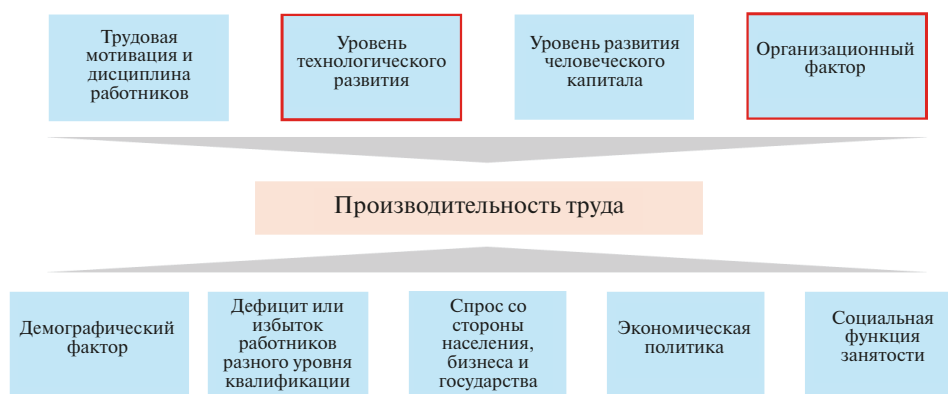 Трудовая
мотивация и
дисциплина
работников
Уровень
технологического
развития
Уровень развития
человеческого
капитала
Организационный
фактор
Производительность труда
Демографический
фактор
Дефицит или
избыток
работников
разного уровня
квалификации
Спрос со
стороны
населения,
бизнеса и
государства
Экономическая
политика
Социальная
функция
занятости